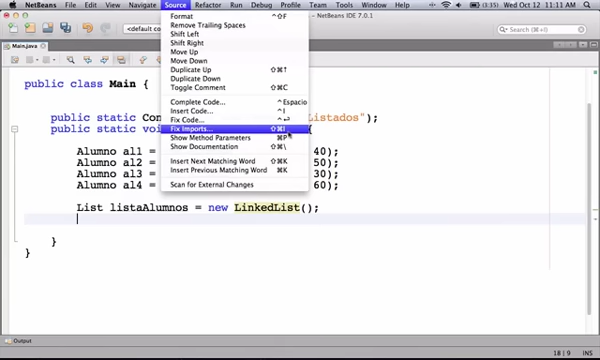 NetBeans File Edit View Navigate Source Refactor Run Debug Profile Team Tools Window Help (3:35) Wed Oct 12 11:11 AM
- NetBeans IDE 7.0.1
<default co
Search (⌘+I)
Main.java
Format ^⇧F
Remove Trailing Spaces
Shift Left
Shift Right
Move Up
Move Down
Duplicate Up ⇧⌘↑
Duplicate Down
Toggle Comment ⇧⌘C
Complete Code... ^Espacio
Insert Code... ^I
Fix Code... ^↩
Fix Imports... ⇧⌘I
Show Method Parameters ⌘P
Show Documentation ⇧⌘\
Insert Next Matching Word ⇧⌘K
Insert Previous Matching Word ⌘K
Scan for External Changes
public class Main {
public static Con Listados");
public static voi {
Alumno al1 = 40);
Alumno al2 = 50);
Alumno al3 = 30);
Alumno al4 = 60);
List listaAlumnos = new LinkedList();
}
}
Output
18 | 9 INS